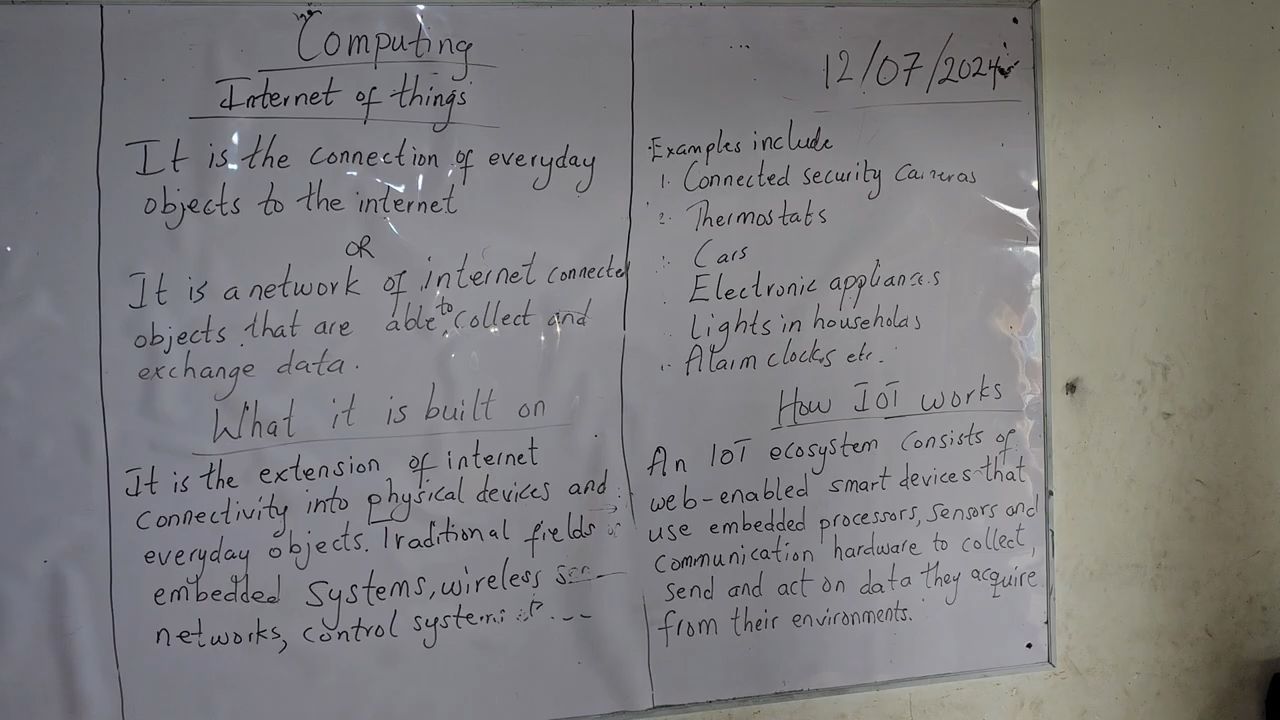 Computing
Internet of things
It is the connection of everyday
objects to the internet
OR
It is a network of internet connected
objects that are able to collect and
exchange data.
What it is built on
It is the extension of internet
Connectivity into physical devices and
everyday objects. Traditional fields
embedded systems, wireless
networks, control systems
12/07/2024
Examples include
1. Connected security cameras
2. Thermostats
Cars
Electronic appliances
Lights in households
Alarm clocks etc.
How IOT works
An IOT ecosystem consists of
web-enabled smart devices that
use embedded processors, sensors and
communication hardware to collect,
send and act on data they acquire
from their environments.